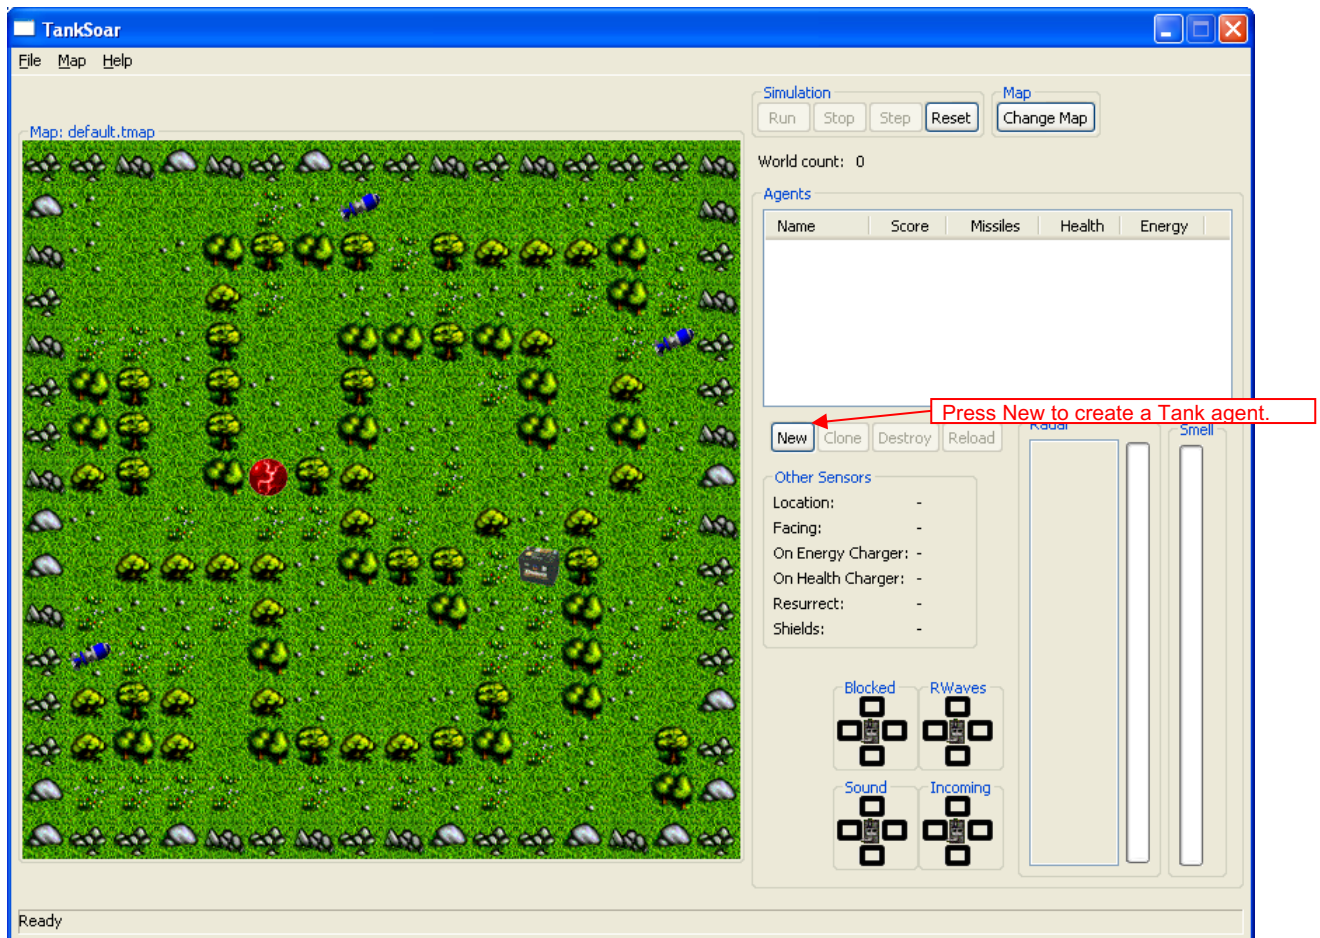 TankSoar
File Map Help
Simulation
Run Stop Step Reset
Map
Change Map
Map: default.tmap
World count: 0
Agents
Name Score Missiles Health Energy
Press New to create a Tank agent.
New Clone Destroy Reload
Radar
Smell
Other Sensors
Location: -
Facing: -
On Energy Charger: -
On Health Charger: -
Resurrect: -
Shields: -
Blocked RWaves
Sound Incoming
Ready